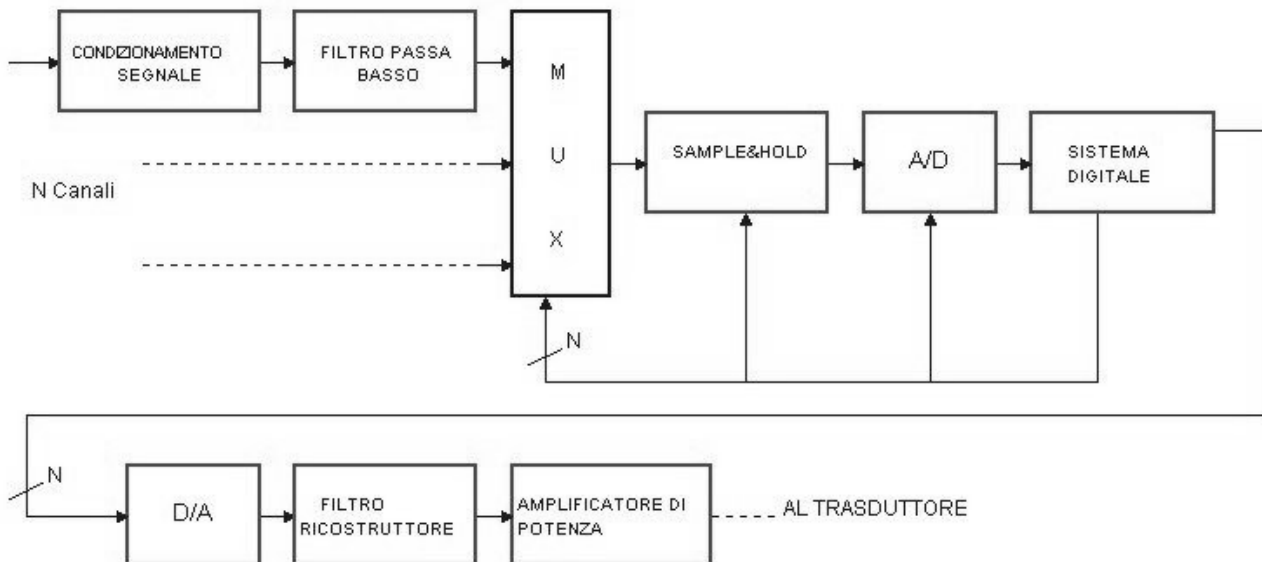 CONDIZIONAMENTO
SEGNALE
FILTRO PASSA
BASSO
M
U
X
SAMPLE&HOLD
A/D
SISTEMA
DIGITALE
N Canali
N
N
D/A
FILTRO
RICOSTRUTTORE
AMPLIFICATORE DI
POTENZA
AL TRASDUTTORE